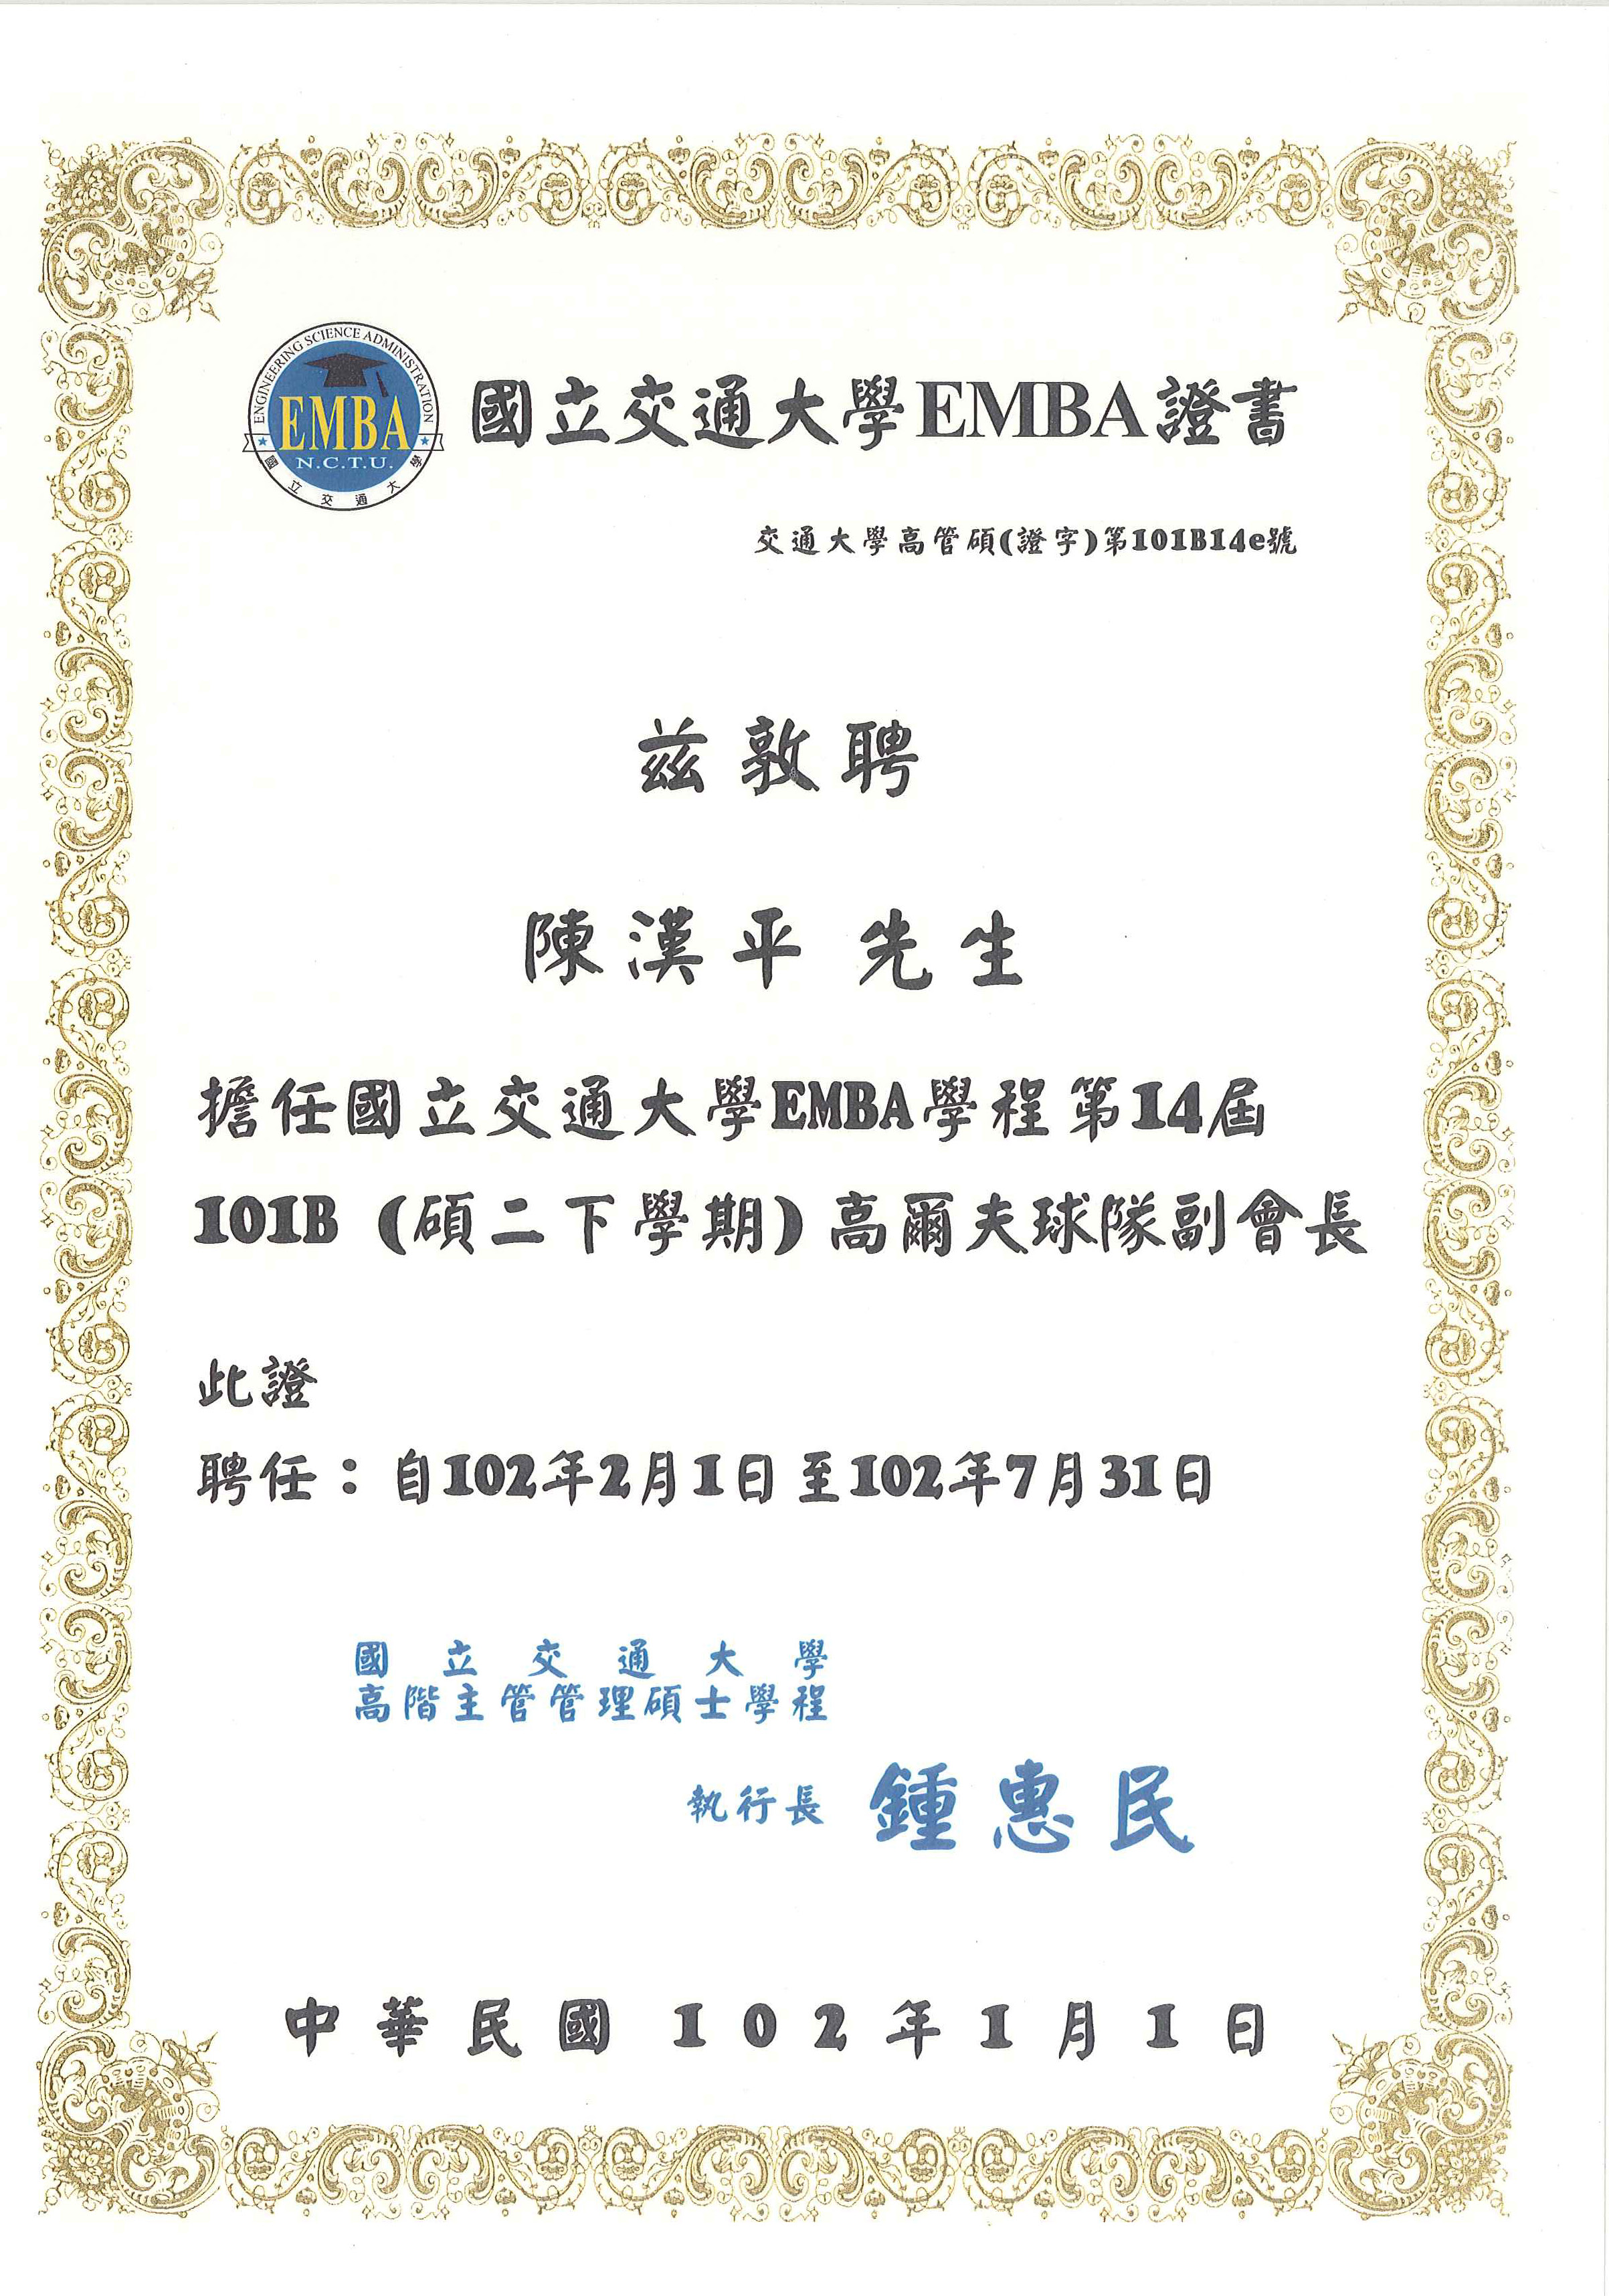 ENGINEERING SCIENCE ADMINISTRATION
EMBA
N.C.T.U.
國立交通大學
國立交通大學EMBA證書
交通大學高管碩(證字)第101B14e號
茲敦聘
陳漢平 先生
擔任國立交通大學EMBA學程第14屆
101B（碩二下學期）高爾夫球隊副會長
此證
聘任：自102年2月1日至102年7月31日
國立交通大學
高階主管管理碩士學程
執行長 鍾惠民
中華民國 102年1月1日